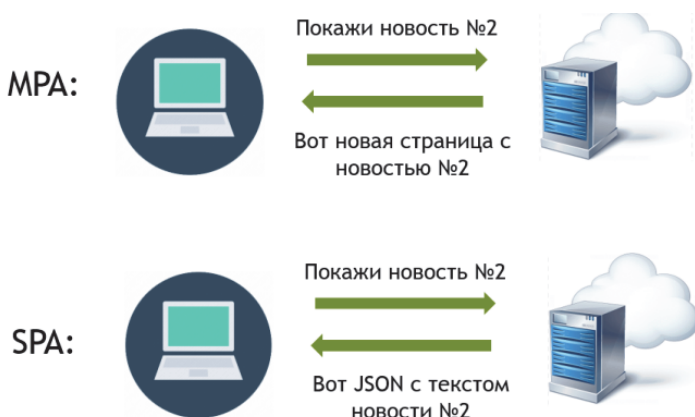 Покажи новость №2
MPA:
Вот новая страница с
новостью №2
Покажи новость №2
SPA:
Вот JSON с текстом
новости №2